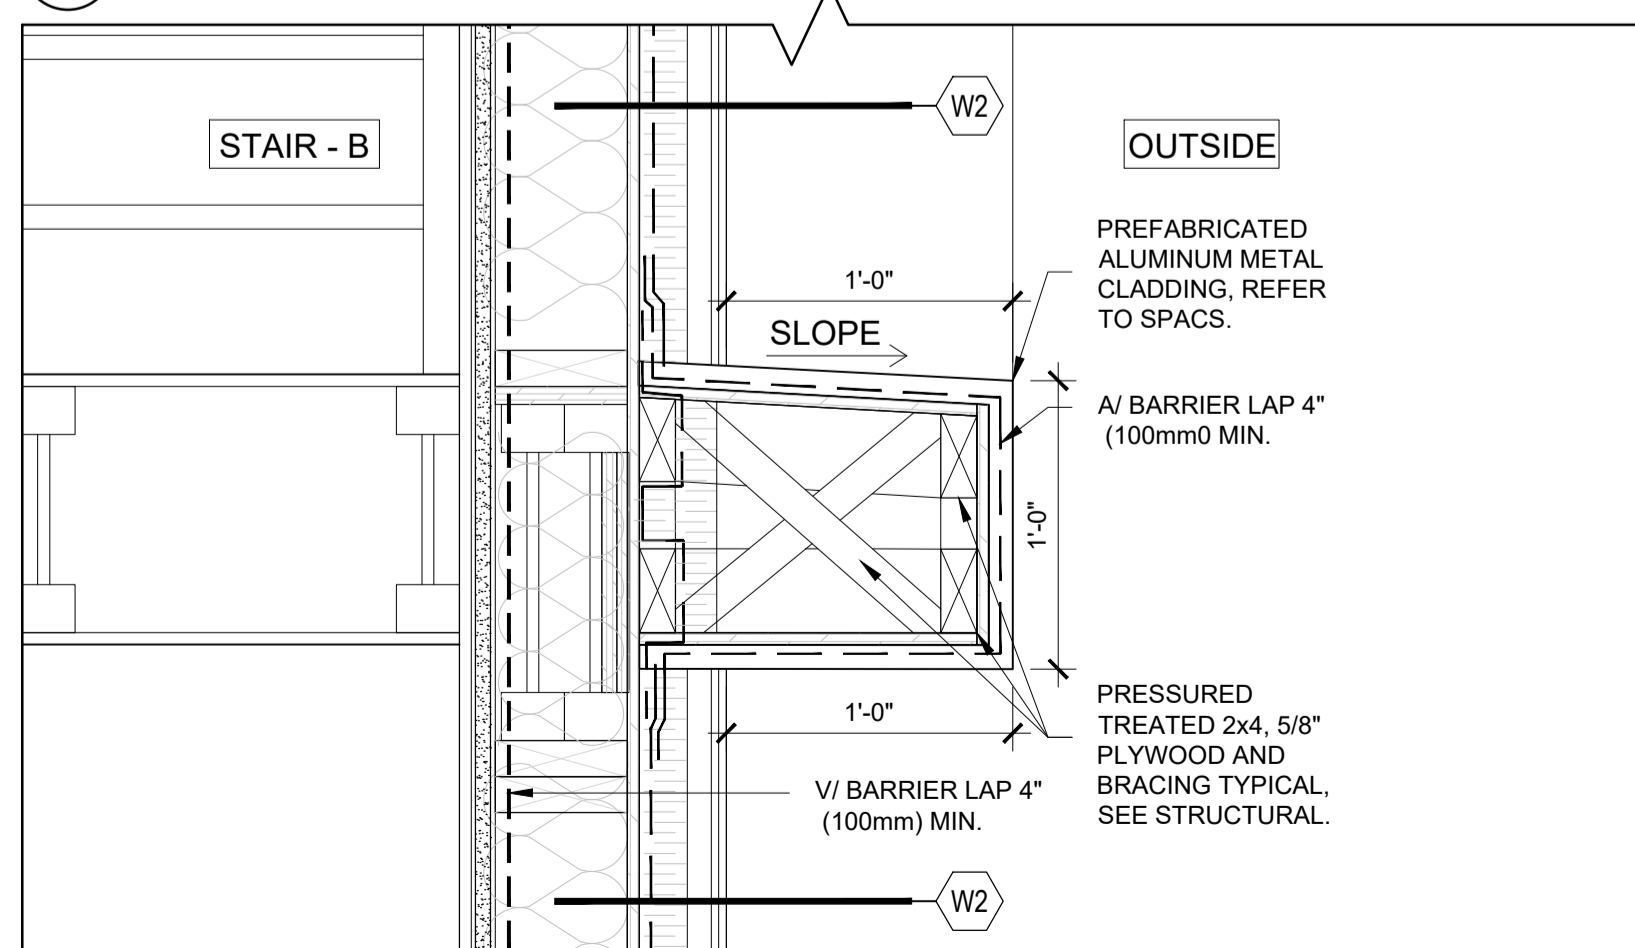 W2
STAIR - B
OUTSIDE
PREFABRICATED
ALUMINUM METAL
CLADDING, REFER
TO SPACS.
1'-0"
SLOPE
A/ BARRIER LAP 4"
(100mm0 MIN.
1'-0"
1'-0"
PRESSURED
TREATED 2x4, 5/8"
PLYWOOD AND
BRACING TYPICAL,
SEE STRUCTURAL.
V/ BARRIER LAP 4"
(100mm) MIN.
W2